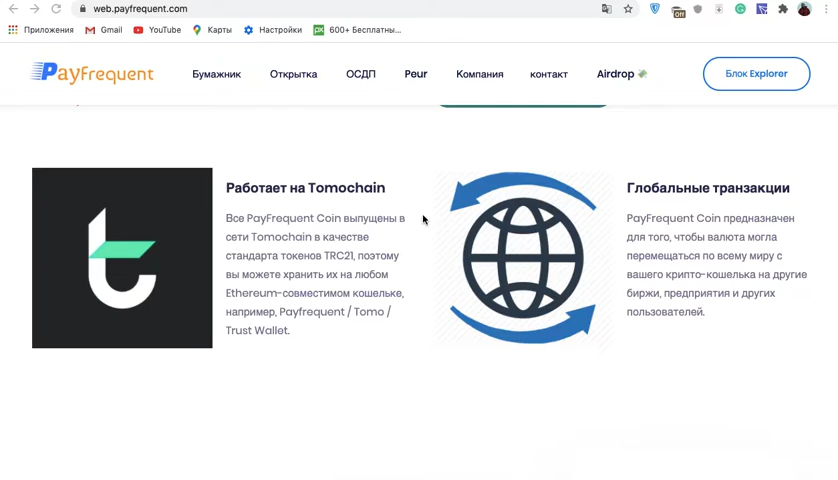 web.payfrequent.com
Приложения Gmail YouTube Карты Настройки 600+ Бесплатны...
Off
PayFrequent Бумажник Открытка ОСДП Peur Компания контакт Airdrop Блок Explorer
Работает на Tomochain
Все PayFrequent Coin выпущены в
сети Tomochain в качестве
стандарта токенов TRC21, поэтому
вы можете хранить их на любом
Ethereum-совместимом кошельке,
например, Payfrequent / Tomo /
Trust Wallet.
Глобальные транзакции
PayFrequent Coin предназначен
для того, чтобы валюта могла
перемещаться по всему миру с
вашего крипто-кошелька на другие
биржи, предприятия и других
пользователей.